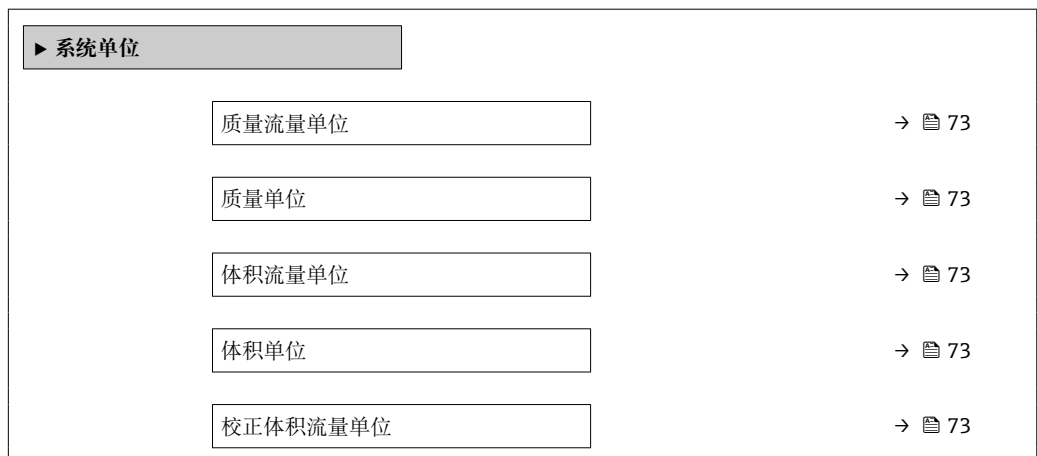 ▶ 系统单位
质量流量单位 → 🖹 73
质量单位 → 🖹 73
体积流量单位 → 🖹 73
体积单位 → 🖹 73
校正体积流量单位 → 🖹 73